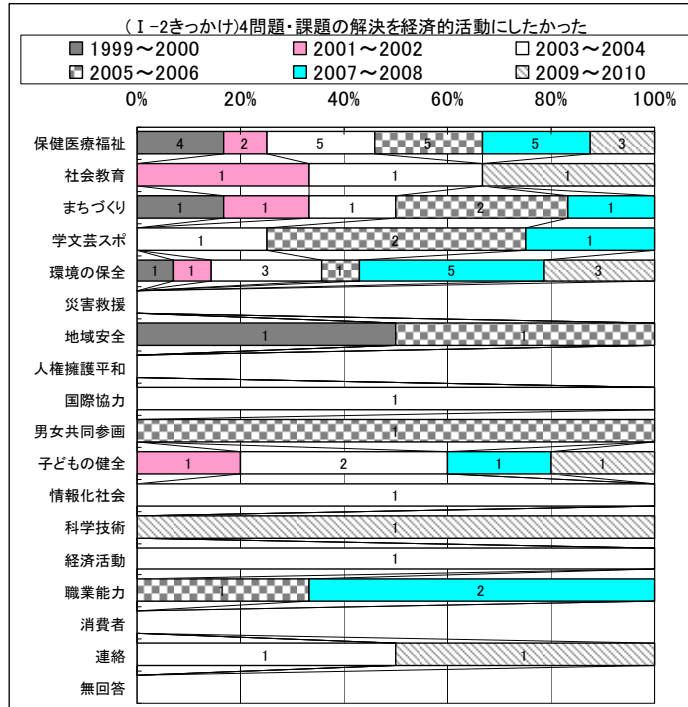 (Ⅰ-2きっかけ)4問題・課題の解決を経済的活動にしたかった
1999～2000 2001～2002 2003～2004
2005～2006 2007～2008 2009～2010
0% 20% 40% 60% 80% 100%
保健医療福祉 4 2 5 5 5 3
社会教育 1 1 1
まちづくり 1 1 1 2 1
学文芸スポ 1 2 1
環境の保全 1 1 3 1 5 3
災害救援
地域安全 1 1
人権擁護平和
国際協力 1
男女共同参画 1
子どもの健全 1 2 1 1
情報化社会 1
科学技術 1
経済活動 1
職業能力 1 2
消費者
連絡 1 1
無回答